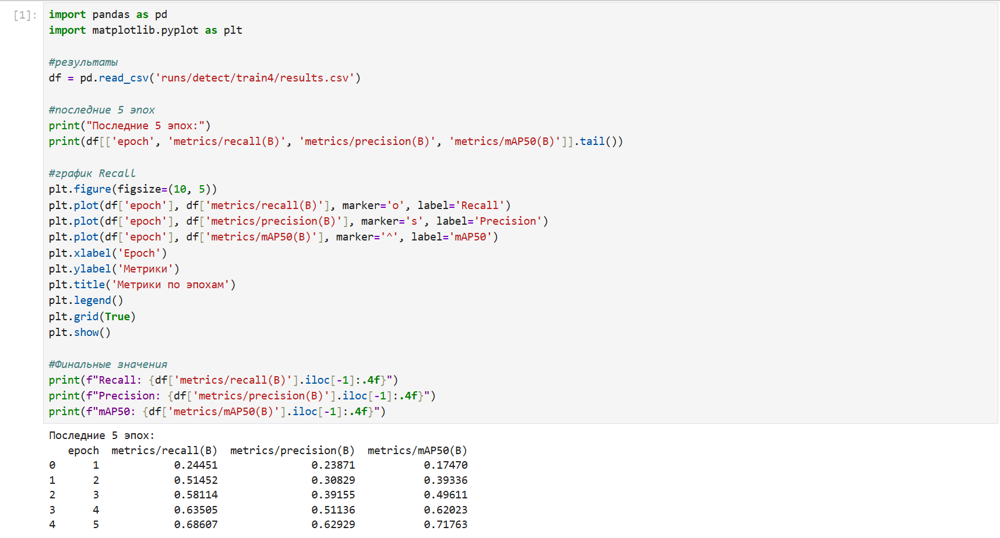 [1]:
import pandas as pd
import matplotlib.pyplot as plt
#результаты
df = pd.read_csv('runs/detect/train4/results.csv')
#последние 5 эпох
print("Последние 5 эпох:")
print(df[['epoch', 'metrics/recall(B)', 'metrics/precision(B)', 'metrics/mAP50(B)']].tail())
#график Recall
plt.figure(figsize=(10, 5))
plt.plot(df['epoch'], df['metrics/recall(B)'], marker='o', label='Recall')
plt.plot(df['epoch'], df['metrics/precision(B)'], marker='s', label='Precision')
plt.plot(df['epoch'], df['metrics/mAP50(B)'], marker='^', label='mAP50')
plt.xlabel('Epoch')
plt.ylabel('Метрики')
plt.title('Метрики по эпохам')
plt.legend()
plt.grid(True)
plt.show()
#Финальные значения
print(f"Recall: {df['metrics/recall(B)'].iloc[-1]:.4f}")
print(f"Precision: {df['metrics/precision(B)'].iloc[-1]:.4f}")
print(f"mAP50: {df['metrics/mAP50(B)'].iloc[-1]:.4f}")
Последние 5 эпох:
   epoch  metrics/recall(B)  metrics/precision(B)  metrics/mAP50(B)
0      1            0.24451               0.23871           0.17470
1      2            0.51452               0.30829           0.39336
2      3            0.58114               0.39155           0.49611
3      4            0.63505               0.51136           0.62023
4      5            0.68607               0.62929           0.71763